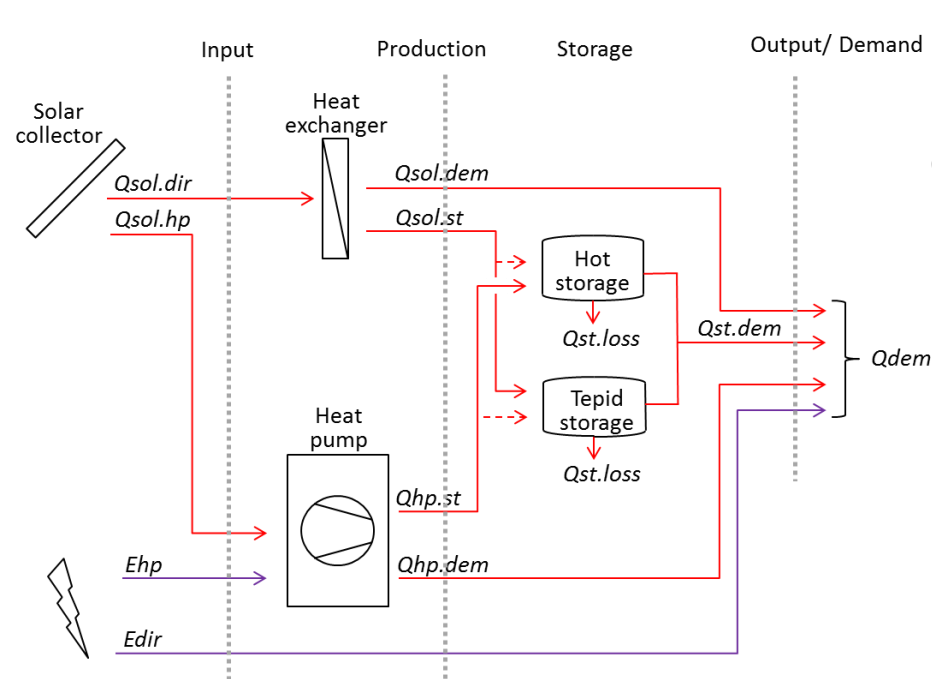 Input
Production
Storage
Output/ Demand
Solar
collector
Heat
exchanger
Qsol.dir
Qsol.hp
Qsol.dem
Qsol.st
Hot
storage
Qst.loss
Qst.dem
Qdem
Tepid
storage
Qst.loss
Heat
pump
Qhp.st
Qhp.dem
Ehp
Edir